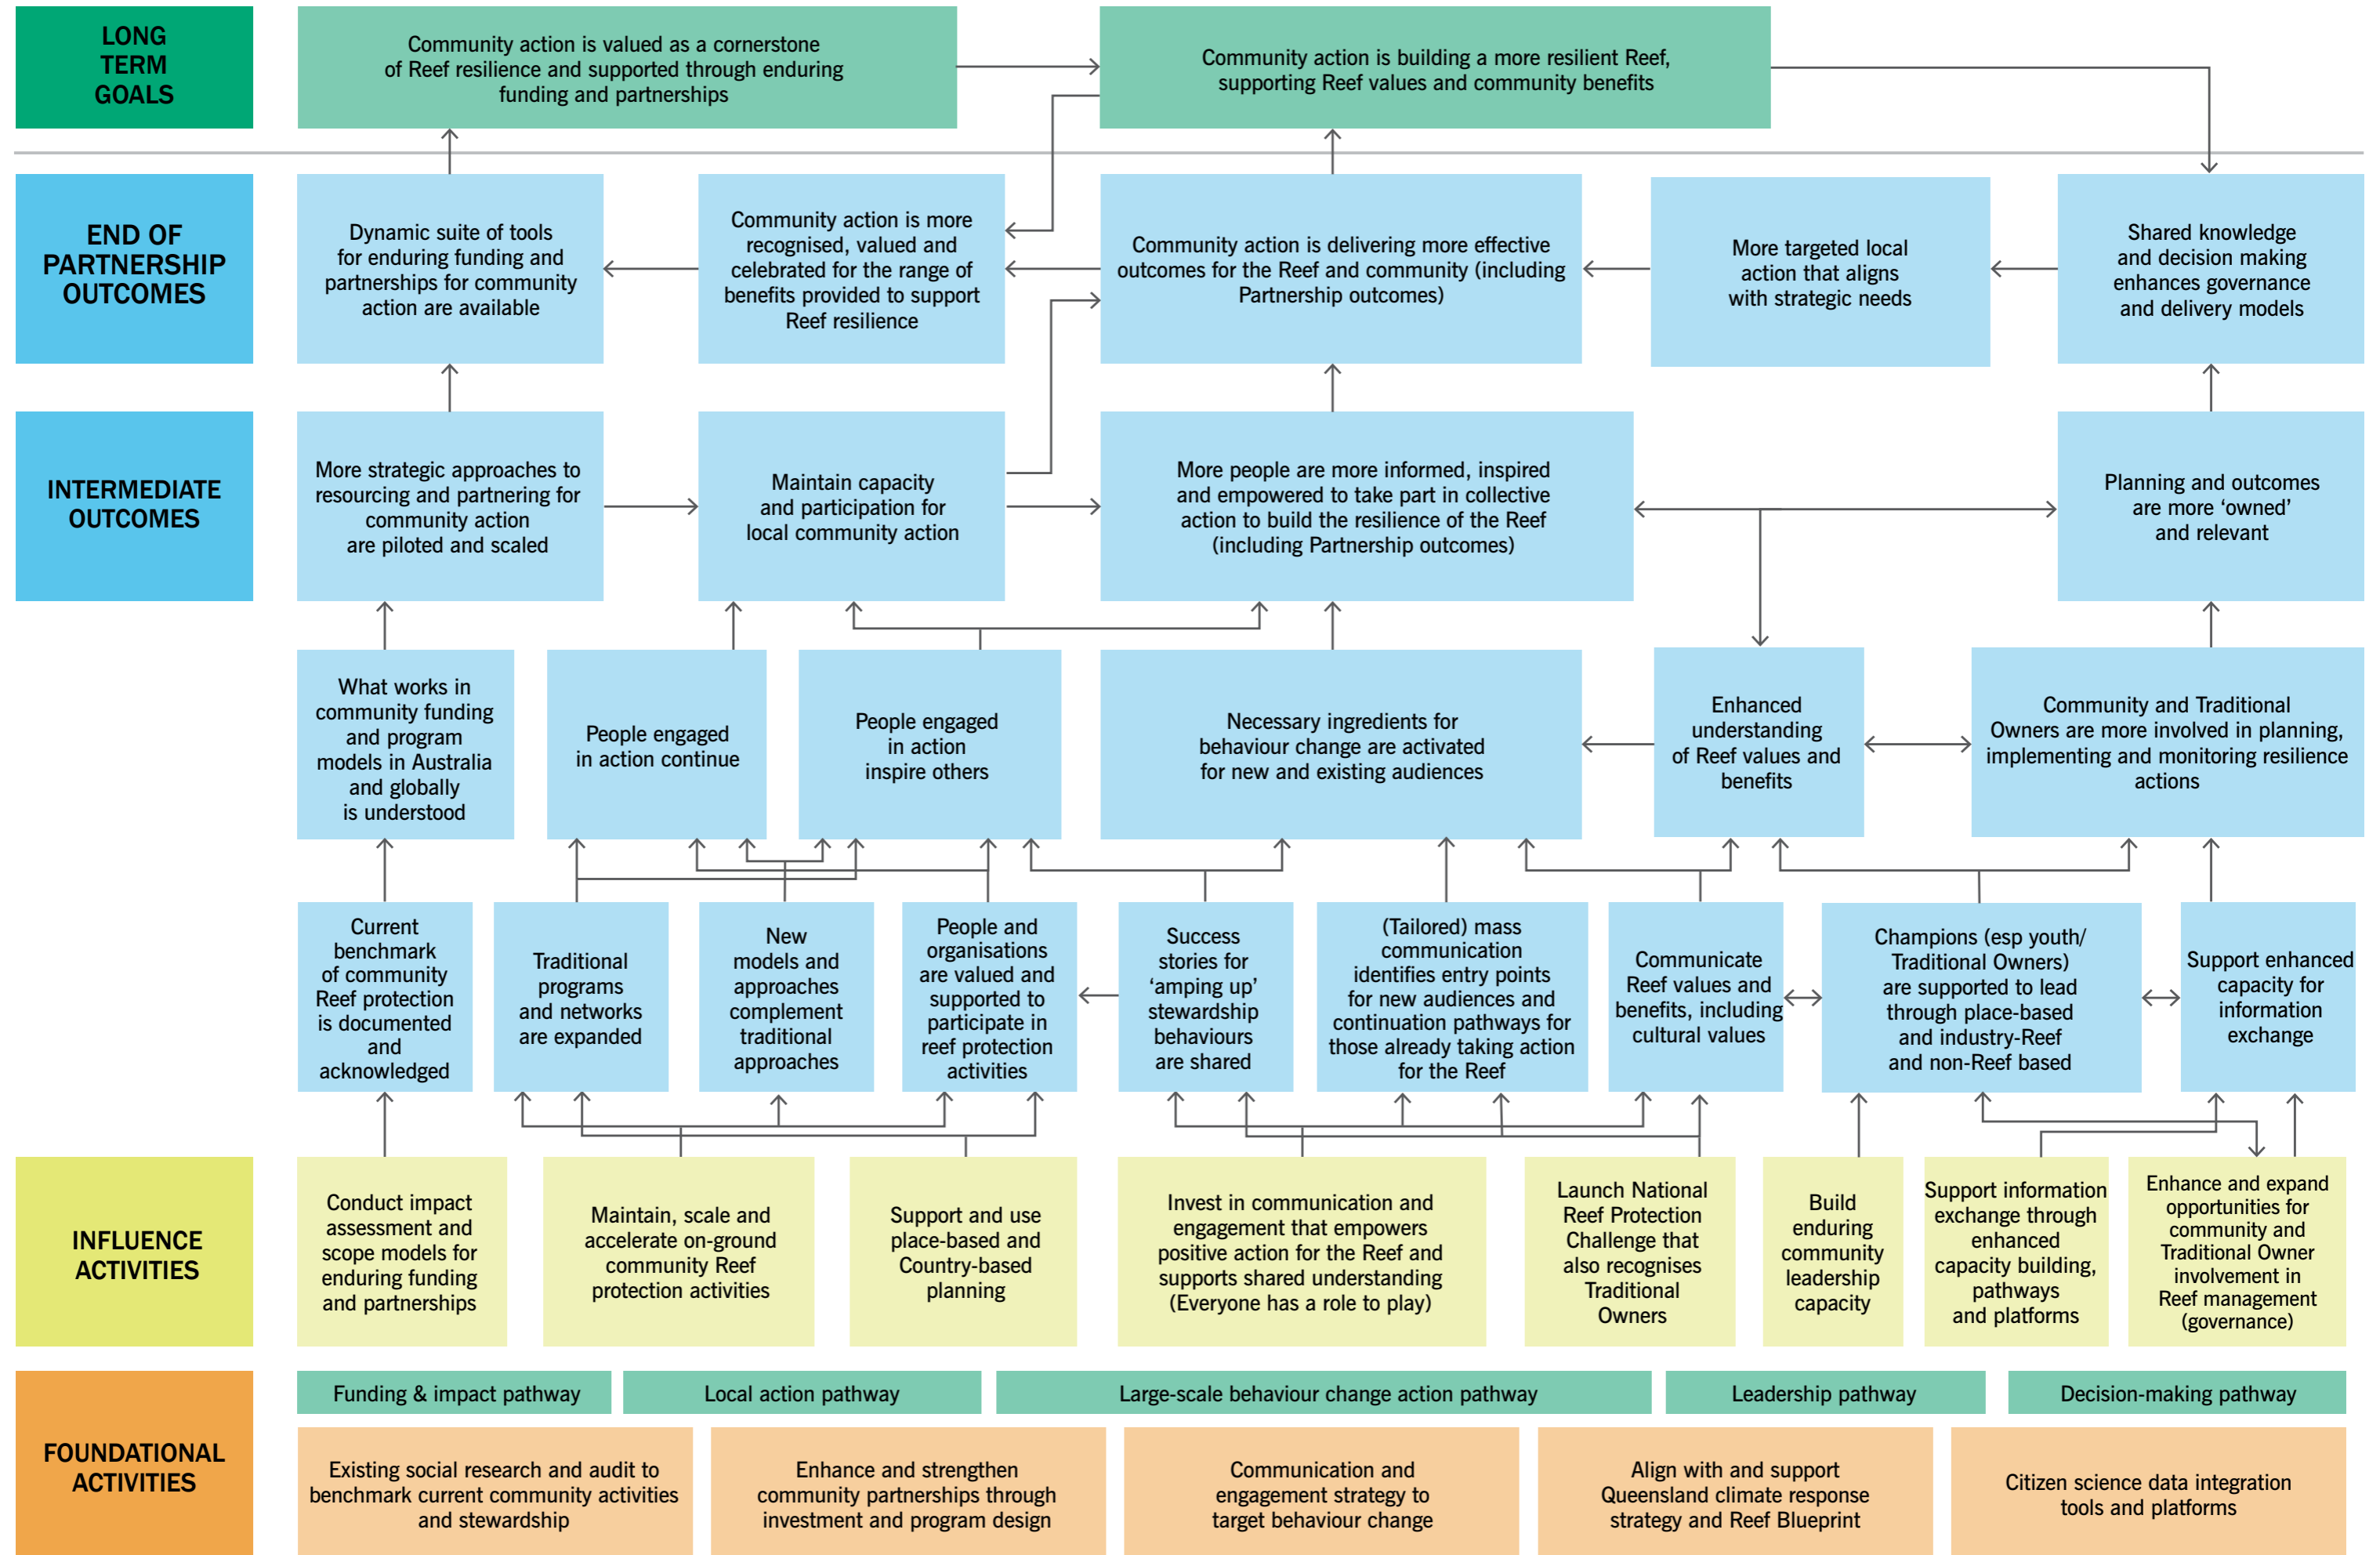 LONG
TERM
GOALS
Community action is valued as a cornerstone
of Reef resilience and supported through enduring
funding and partnerships
Community action is building a more resilient Reef,
supporting Reef values and community benefits
END OF
PARTNERSHIP
OUTCOMES
Dynamic suite of tools
for enduring funding and
partnerships for community
action are available
Community action is more
recognised, valued and
celebrated for the range of
benefits provided to support
Reef resilience
Community action is delivering more effective
outcomes for the Reef and community (including
Partnership outcomes)
More targeted local
action that aligns
with strategic needs
Shared knowledge
and decision making
enhances governance
and delivery models
INTERMEDIATE
OUTCOMES
More strategic approaches to
resourcing and partnering for
community action
are piloted and scaled
Maintain capacity
and participation for
local community action
More people are more informed, inspired
and empowered to take part in collective
action to build the resilience of the Reef
(including Partnership outcomes)
Planning and outcomes
are more ‘owned’
and relevant
What works in
community funding
and program
models in Australia
and globally
is understood
People engaged
in action continue
People engaged
in action
inspire others
Necessary ingredients for
behaviour change are activated
for new and existing audiences
Enhanced
understanding
of Reef values and
benefits
Community and Traditional
Owners are more involved in planning,
implementing and monitoring resilience
actions
Current
benchmark
of community
Reef protection
is documented
and
acknowledged
Traditional
programs
and networks
are expanded
New
models and
approaches
complement
traditional
approaches
People and
organisations
are valued and
supported to
participate in
reef protection
activities
Success
stories for
‘amping up’
stewardship
behaviours
are shared
(Tailored) mass
communication
identifies entry points
for new audiences and
continuation pathways for
those already taking action
for the Reef
Communicate
Reef values and
benefits, including
cultural values
Champions (esp youth/
Traditional Owners)
are supported to lead
through place-based
and industry-Reef
and non-Reef based
Support enhanced
capacity for
information
exchange
INFLUENCE
ACTIVITIES
Conduct impact
assessment and
scope models for
enduring funding
and partnerships
Maintain, scale and
accelerate on-ground
community Reef
protection activities
Support and use
place-based and
Country-based
planning
Invest in communication and
engagement that empowers
positive action for the Reef and
supports shared understanding
(Everyone has a role to play)
Launch National
Reef Protection
Challenge that
also recognises
Traditional
Owners
Build
enduring
community
leadership
capacity
Support information
exchange through
enhanced
capacity building,
pathways
and platforms
Enhance and expand
opportunities for
community and
Traditional Owner
involvement in
Reef management
(governance)
FOUNDATIONAL
ACTIVITIES
Funding & impact pathway
Local action pathway
Large-scale behaviour change action pathway
Leadership pathway
Decision-making pathway
Existing social research and audit to
benchmark current community activities
and stewardship
Enhance and strengthen
community partnerships through
investment and program design
Communication and
engagement strategy to
target behaviour change
Align with and support
Queensland climate response
strategy and Reef Blueprint
Citizen science data integration
tools and platforms